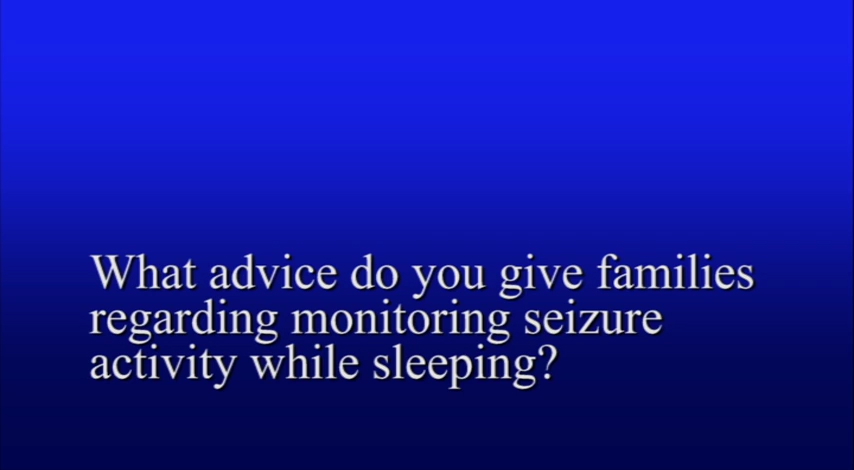 What advice do you give families
regarding monitoring seizure
activity while sleeping?